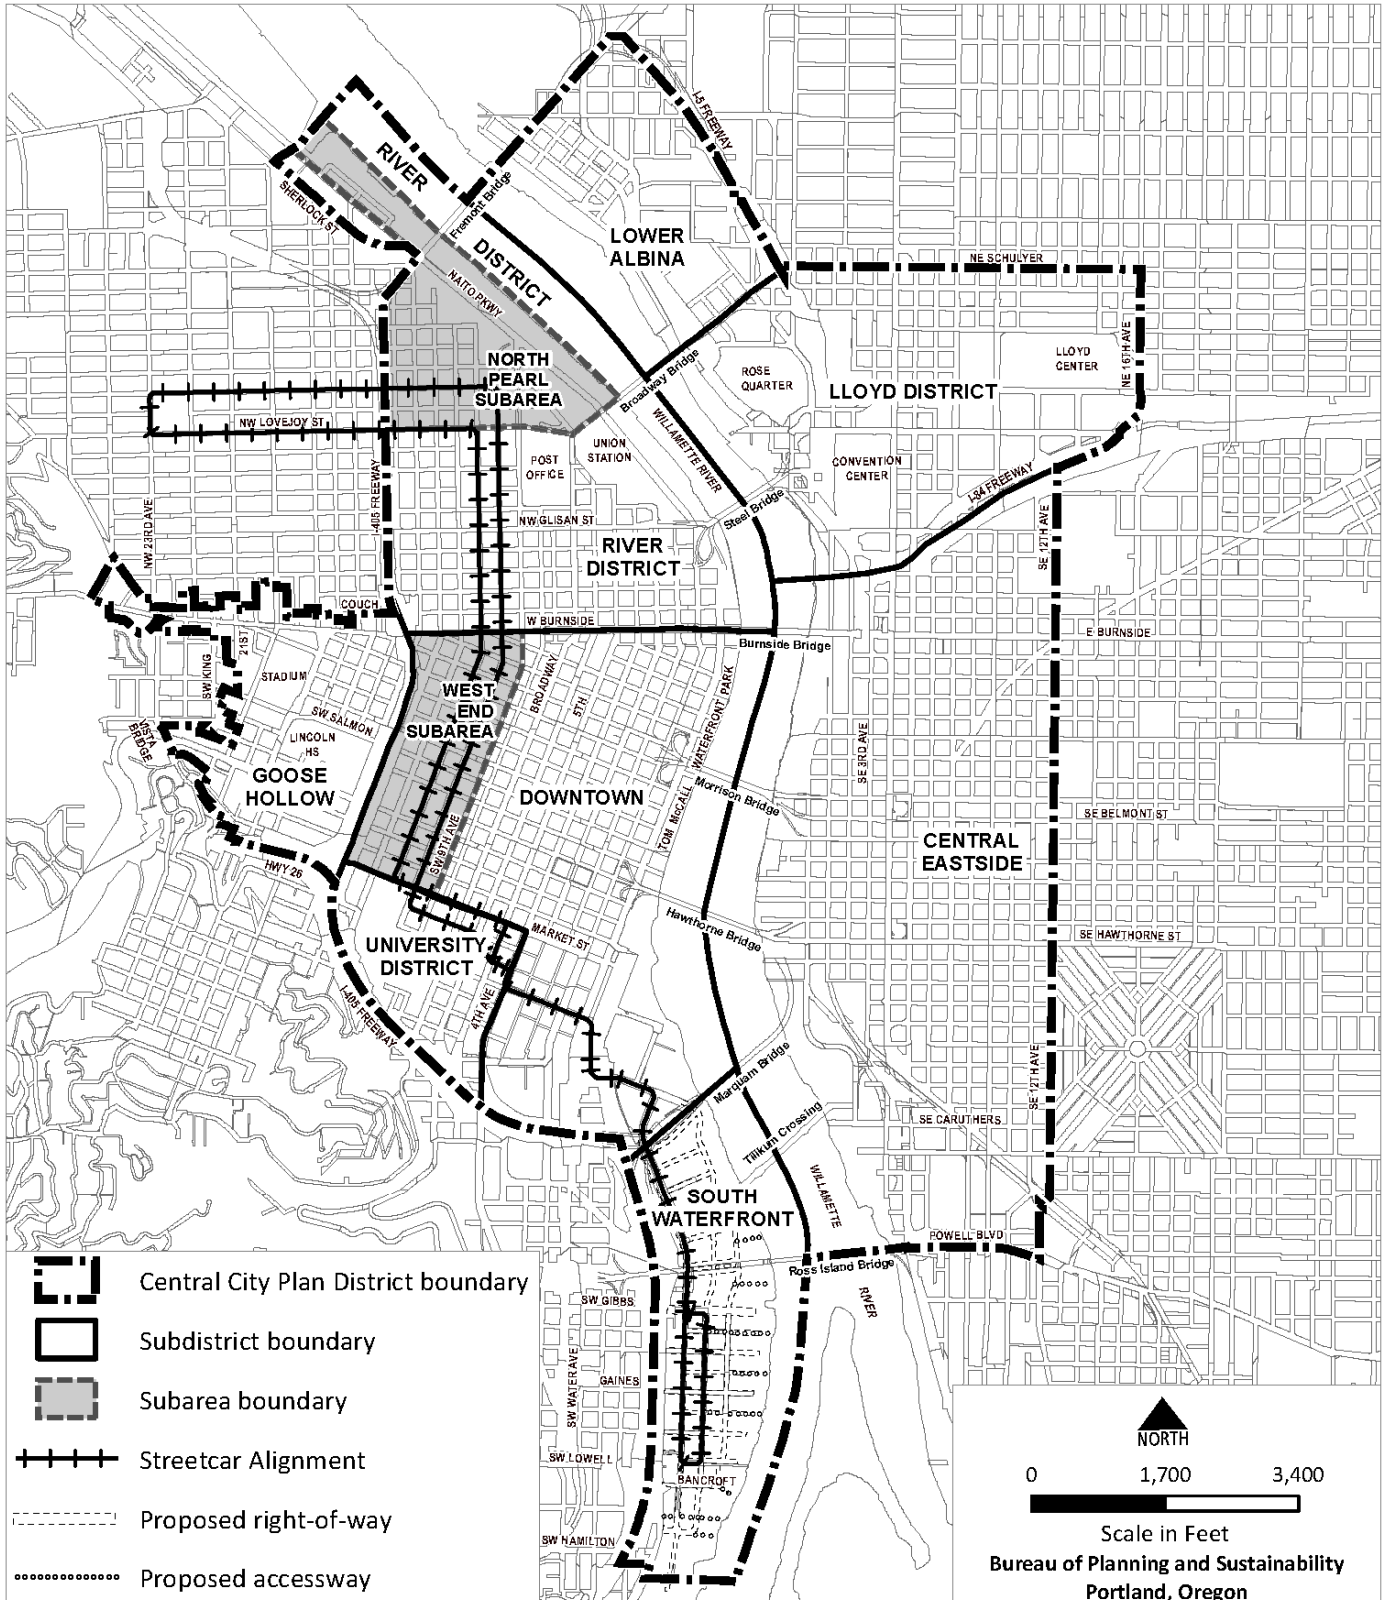 I-5 FREEWAY
RIVER
DISTRICT
SHERLOCK ST
Fremont Bridge
LOWER
ALBINA
NE SCHULYER
NAITO PKWY
NORTH
PEARL
SUBAREA
LLOYD
CENTER
NE 16TH AVE
ROSE
QUARTER
LLOYD DISTRICT
Broadway Bridge
NW LOVEJOY ST
WILLAMETTE RIVER
UNION
STATION
POST
OFFICE
CONVENTION
CENTER
I-84 FREEWAY
I-405 FREEWAY
NW 23RD AVE
NW GLISAN ST
Steel Bridge
SE 12TH AVE
RIVER
DISTRICT
COUCH
W BURNSIDE
Burnside Bridge
E BURNSIDE
21ST
SW KING
STADIUM
BROADWAY
5TH
WEST
END
SUBAREA
SW SALMON
LINCOLN
HS
VISTA
BRIDGE
GOOSE
HOLLOW
DOWNTOWN
TOM McCALL WATERFRONT PARK
Morrison Bridge
SE 3RD AVE
SE BELMONT ST
CENTRAL
EASTSIDE
SW 9TH AVE
HWY 26
Hawthorne Bridge
MARKET ST
SE HAWTHORNE ST
UNIVERSITY
DISTRICT
4TH AVE
I-405 FREEWAY
Marquam Bridge
SE 12TH AVE
Tilikum Crossing
SE CARUTHERS
SOUTH
WATERFRONT
WILLAMETTE
RIVER
POWELL BLVD
Ross Island Bridge
SW GIBBS
SW WATER AVE
GAINES
SW LOWELL
BANCROFT
SW HAMILTON
Central City Plan District boundary
Subdistrict boundary
Subarea boundary
Streetcar Alignment
Proposed right-of-way
Proposed accessway
NORTH
0 1,700 3,400
Scale in Feet
Bureau of Planning and Sustainability
Portland, Oregon